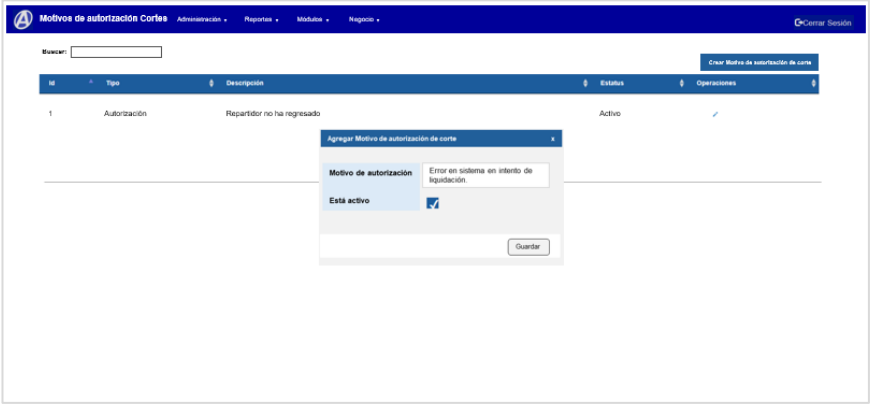 Motivos de autorización Cortes Administración Reportes Módulos Negocio Cerrar Sesión
Buscar:
Crear Motivo de autorización de corte
Id Tipo Descripción Estatus Operaciones
1 Autorización Repartidor no ha regresado Activo
Agregar Motivo de autorización de corte x
Motivo de autorización Error en sistema en intento de
liquidación.
Está activo
Guardar